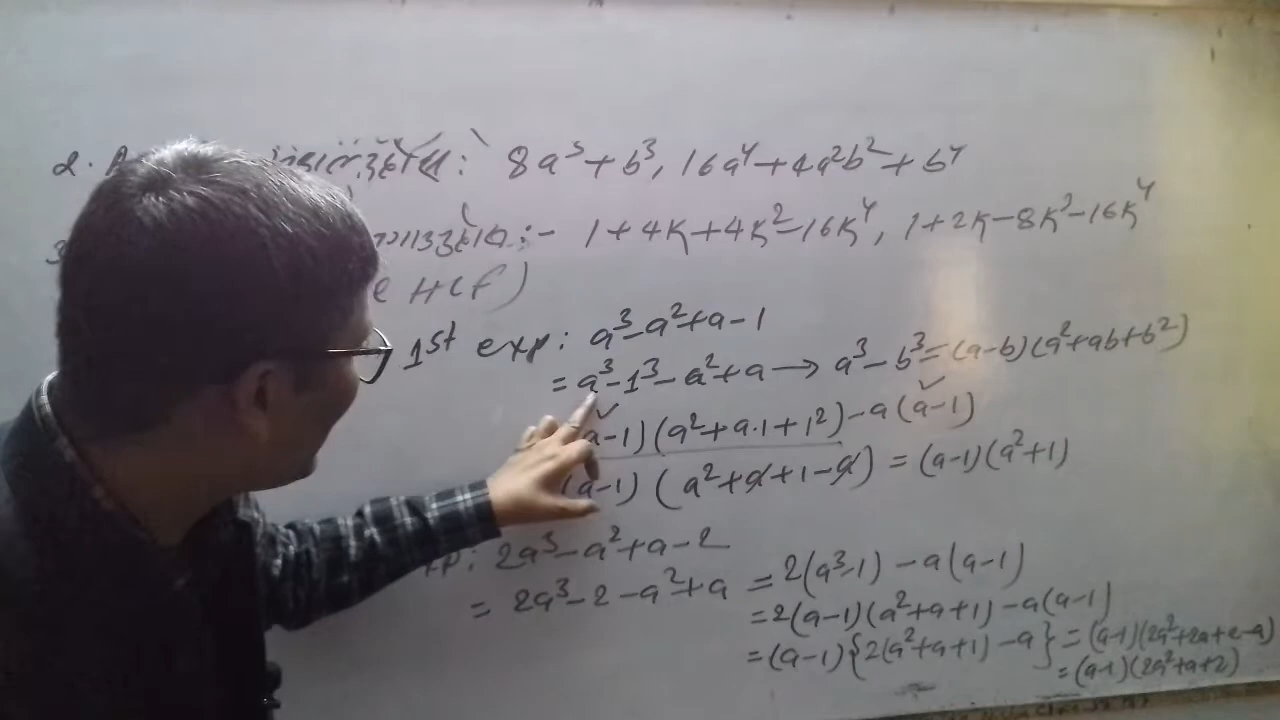 2. : 8a³ + b³, 16a⁴ + 4a²b² + b⁴
:- 1 + 4k + 4k² - 16k⁴, 1 + 2k - 8k³ - 16k⁴
HCF)
1st exp: a³ - a² + a - 1
= a³ - 1³ - a² + a → a³ - b³ = (a-b)(a² + ab + b²)
a-1)(a² + a·1 + 1²) - a(a-1)
(a-1)(a² + a + 1 - a) = (a-1)(a² + 1)
: 2a³ - a² + a - 2
= 2a³ - 2 - a² + a = 2(a³-1) - a(a-1)
= 2(a-1)(a² + a + 1) - a(a-1)
= (a-1){2(a² + a + 1) - a} = (a-1)(2a² + 2a + 2 - a)
= (a-1)(2a² + a + 2)